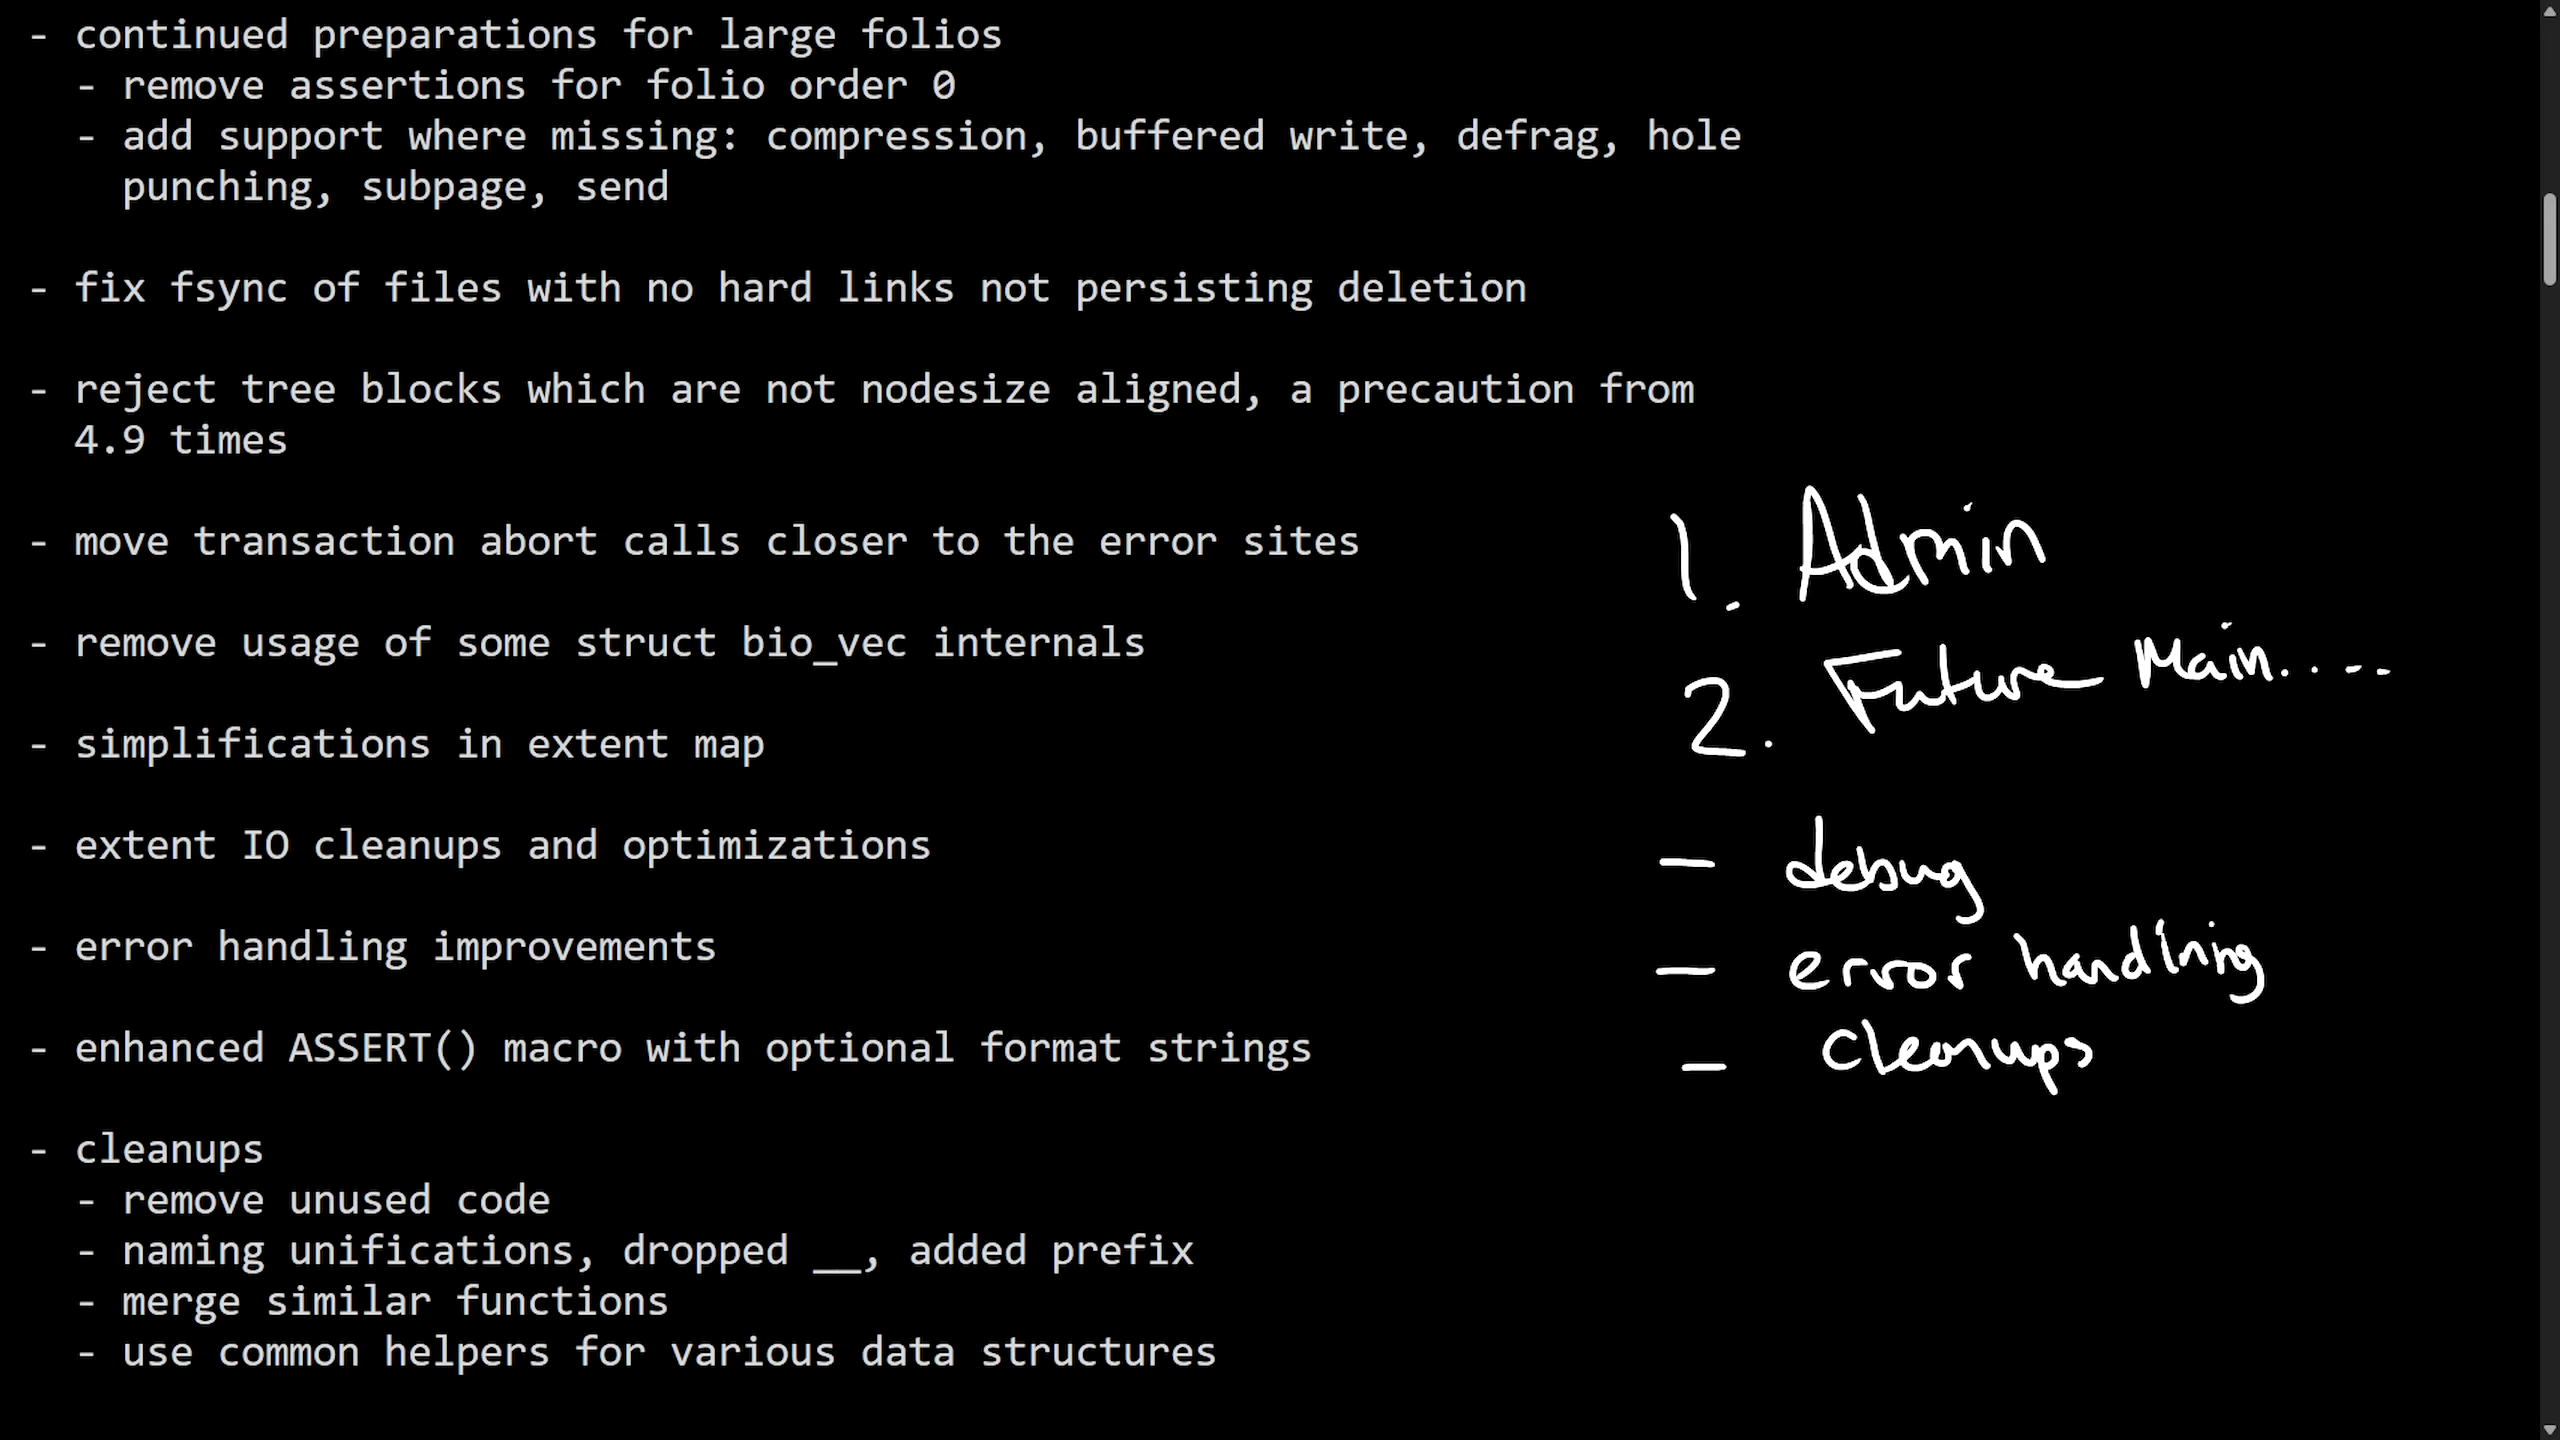 - continued preparations for large folios
- remove assertions for folio order 0
- add support where missing: compression, buffered write, defrag, hole
punching, subpage, send
- fix fsync of files with no hard links not persisting deletion
- reject tree blocks which are not nodesize aligned, a precaution from
4.9 times
- move transaction abort calls closer to the error sites
- remove usage of some struct bio_vec internals
- simplifications in extent map
- extent IO cleanups and optimizations
- error handling improvements
- enhanced ASSERT() macro with optional format strings
- cleanups
- remove unused code
- naming unifications, dropped __, added prefix
- merge similar functions
- use common helpers for various data structures
1. Admin
2. Future Main.....
- debug
- error handling
- cleanups